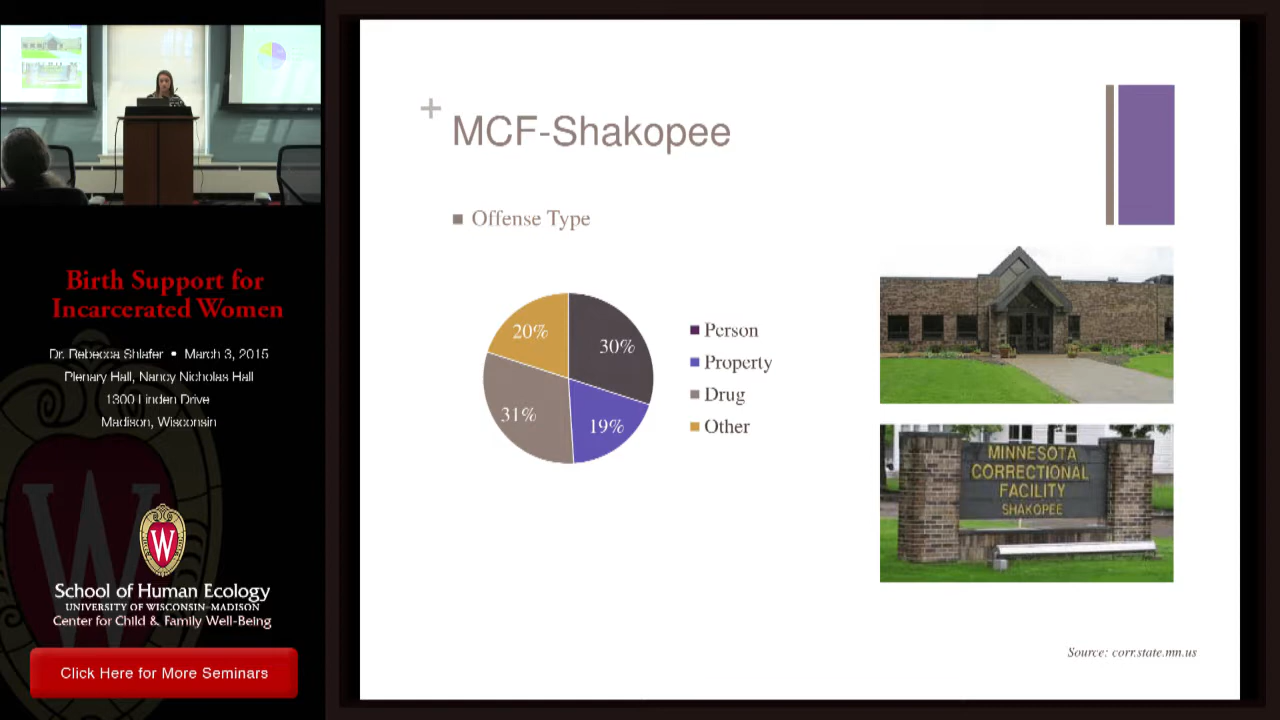 Birth Support for
Incarcerated Women
Dr. Rebecca Shlafer • March 3, 2015
Plenary Hall, Nancy Nicholas Hall
1300 Linden Drive
Madison, Wisconsin
W
School of Human Ecology
UNIVERSITY OF WISCONSIN-MADISON
Center for Child & Family Well-Being
Click Here for More Seminars
+
MCF-Shakopee
Offense Type
20%
30%
31%
19%
Person
Property
Drug
Other
MINNESOTA
CORRECTIONAL
FACILITY
SHAKOPEE
Source: corr.state.mn.us